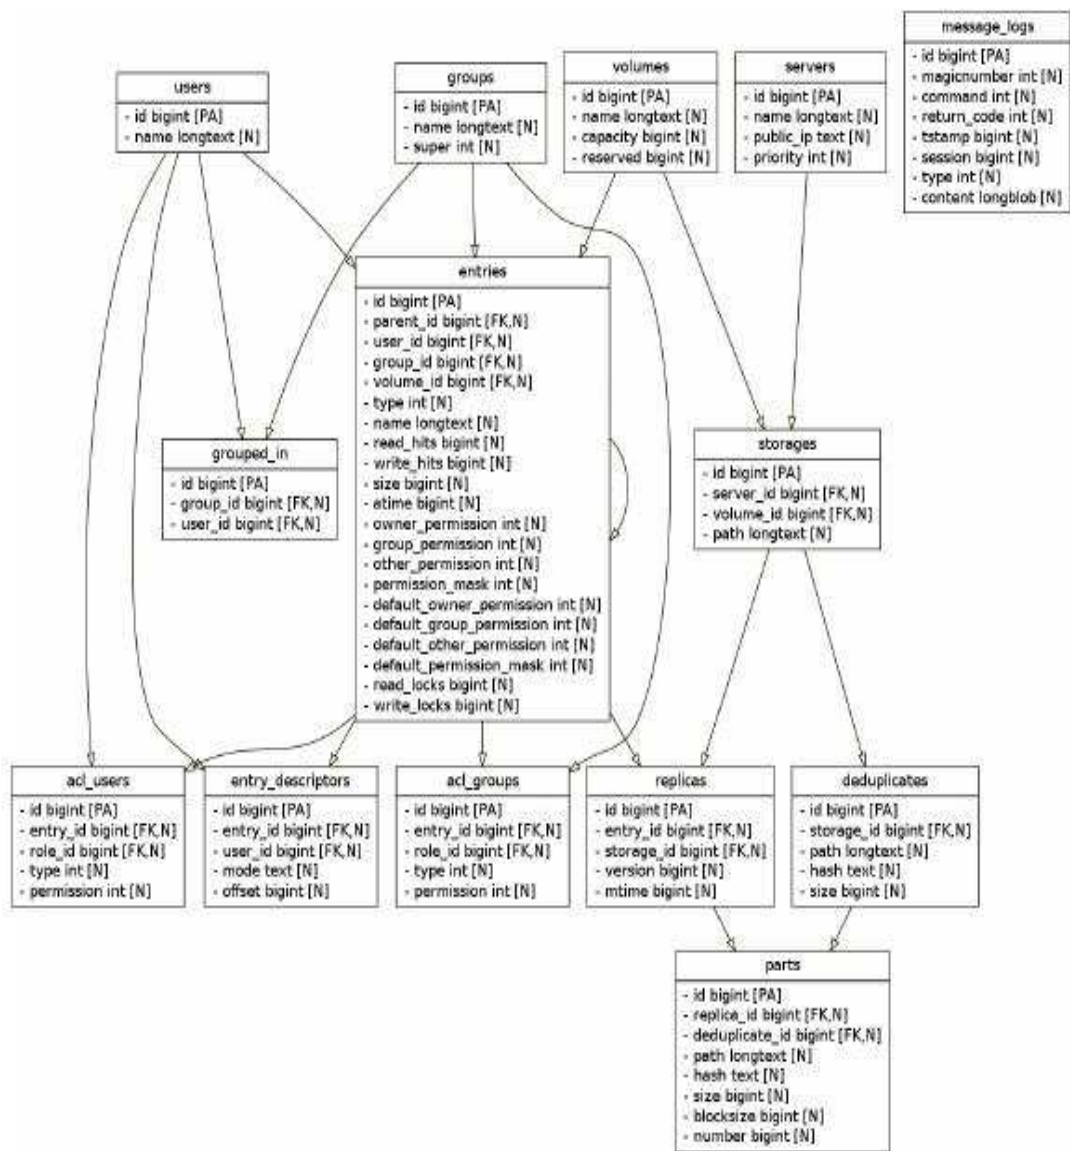 message_logs
- id bigint [PA]
- magicnumber int [N]
- command int [N]
- return_code int [N]
- tstamp bigint [N]
- session bigint [N]
- type int [N]
- content longblob [N]
users
- id bigint [PA]
- name longtext [N]
groups
- id bigint [PA]
- name longtext [N]
- super int [N]
volumes
- id bigint [PA]
- name longtext [N]
- capacity bigint [N]
- reserved bigint [N]
servers
- id bigint [PA]
- name longtext [N]
- public_ip text [N]
- priority int [N]
entries
- id bigint [PA]
- parent_id bigint [FK,N]
- user_id bigint [FK,N]
- group_id bigint [FK,N]
- volume_id bigint [FK,N]
- type int [N]
- name longtext [N]
- read_hits bigint [N]
- write_hits bigint [N]
- size bigint [N]
- atime bigint [N]
- owner_permission int [N]
- group_permission int [N]
- other_permission int [N]
- permission_mask int [N]
- default_owner_permission int [N]
- default_group_permission int [N]
- default_other_permission int [N]
- default_permission_mask int [N]
- read_locks bigint [N]
- write_locks bigint [N]
grouped_in
- id bigint [PA]
- group_id bigint [FK,N]
- user_id bigint [FK,N]
storages
- id bigint [PA]
- server_id bigint [FK,N]
- volume_id bigint [FK,N]
- path longtext [N]
acl_users
- id bigint [PA]
- entry_id bigint [FK,N]
- role_id bigint [FK,N]
- type int [N]
- permission int [N]
entry_descriptors
- id bigint [PA]
- entry_id bigint [FK,N]
- user_id bigint [FK,N]
- mode text [N]
- offset bigint [N]
acl_groups
- id bigint [PA]
- entry_id bigint [FK,N]
- role_id bigint [FK,N]
- type int [N]
- permission int [N]
replicas
- id bigint [PA]
- entry_id bigint [FK,N]
- storage_id bigint [FK,N]
- version bigint [N]
- mtime bigint [N]
deduplicates
- id bigint [PA]
- storage_id bigint [FK,N]
- path longtext [N]
- hash text [N]
- size bigint [N]
parts
- id bigint [PA]
- replica_id bigint [FK,N]
- deduplicate_id bigint [FK,N]
- path longtext [N]
- hash text [N]
- size bigint [N]
- blocksize bigint [N]
- number bigint [N]